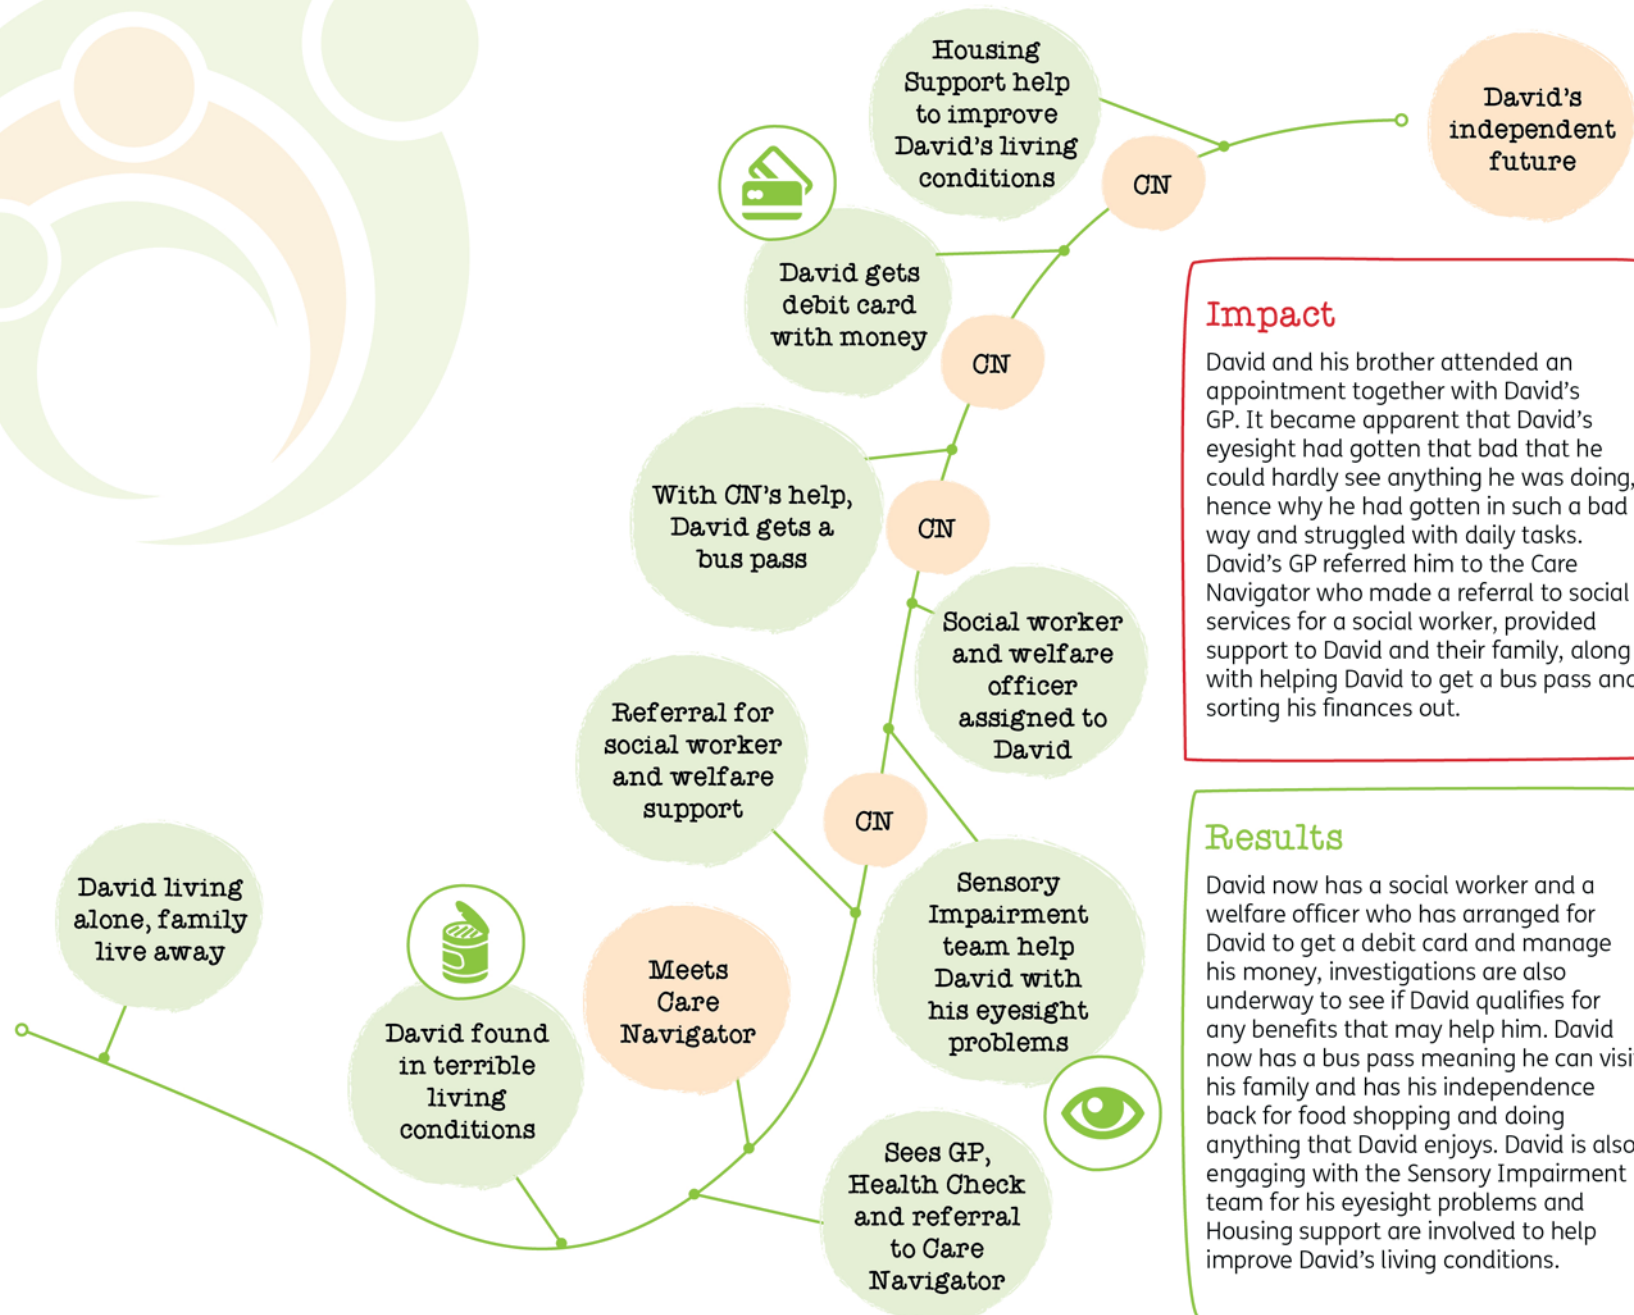 Housing
Support help
to improve
David's living
conditions
David's
independent
future
CN
David gets
debit card
with money
CN
With CN's help,
David gets a
bus pass
CN
Social worker
and welfare
officer
assigned to
David
Referral for
social worker
and welfare
support
CN
Sensory
Impairment
team help
David with
his eyesight
problems
David living
alone, family
live away
David found
in terrible
living
conditions
Meets
Care
Navigator
Sees GP,
Health Check
and referral
to Care
Navigator
Impact
David and his brother attended an
appointment together with David's
GP. It became apparent that David's
eyesight had gotten that bad that he
could hardly see anything he was doing,
hence why he had gotten in such a bad
way and struggled with daily tasks.
David's GP referred him to the Care
Navigator who made a referral to social
services for a social worker, provided
support to David and their family, along
with helping David to get a bus pass and
sorting his finances out.
Results
David now has a social worker and a
welfare officer who has arranged for
David to get a debit card and manage
his money, investigations are also
underway to see if David qualifies for
any benefits that may help him. David
now has a bus pass meaning he can visit
his family and has his independence
back for food shopping and doing
anything that David enjoys. David is also
engaging with the Sensory Impairment
team for his eyesight problems and
Housing support are involved to help
improve David's living conditions.